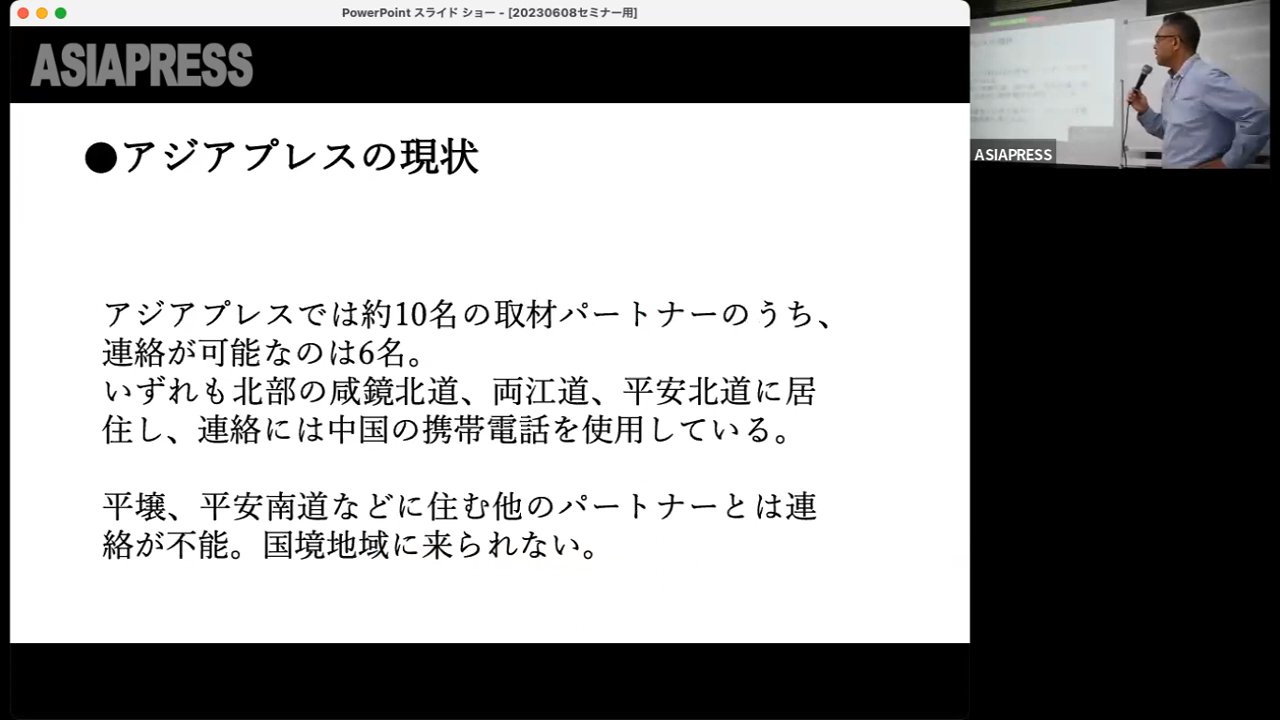 PowerPoint スライド ショー - [20230608セミナー用]
ASIAPRESS
●アジアプレスの現状
アジアプレスでは約10名の取材パートナーのうち、
連絡が可能なのは6名。
いずれも北部の咸鏡北道、両江道、平安北道に居
住し、連絡には中国の携帯電話を使用している。
平壌、平安南道などに住む他のパートナーとは連
絡が不能。国境地域に来られない。
ASIAPRESS